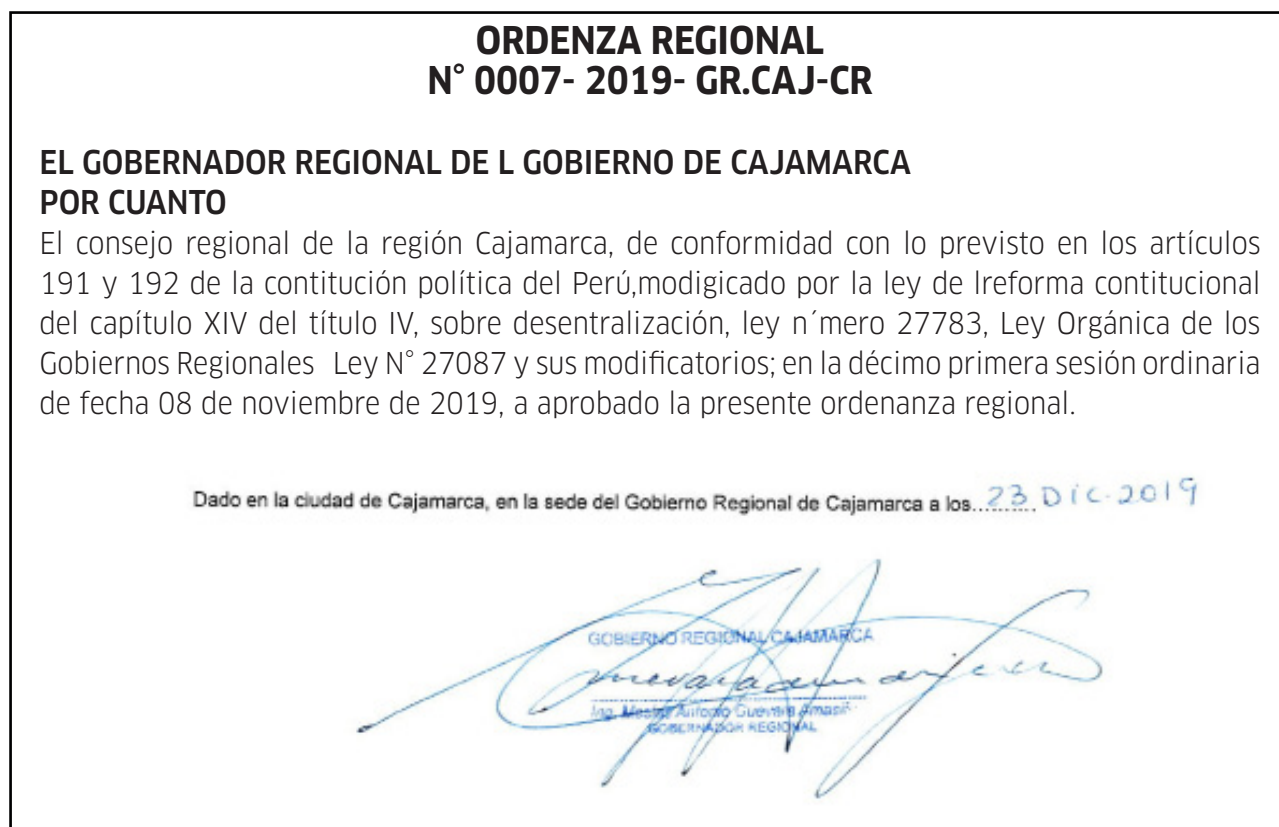 ORDENZA REGIONAL
N° 0007- 2019- GR.CAJ-CR
EL GOBERNADOR REGIONAL DE L GOBIERNO DE CAJAMARCA
POR CUANTO
El consejo regional de la región Cajamarca, de conformidad con lo previsto en los artículos
191 y 192 de la contitución política del Perú,modigicado por la ley de lreforma contitucional
del capítulo XIV del título IV, sobre desentralización, ley n´mero 27783, Ley Orgánica de los
Gobiernos Regionales Ley N° 27087 y sus modificatorios; en la décimo primera sesión ordinaria
de fecha 08 de noviembre de 2019, a aprobado la presente ordenanza regional.
Dado en la ciudad de Cajamarca, en la sede del Gobierno Regional de Cajamarca a los.......... 23 DIC. 2019
GOBIERNO REGIONAL CAJAMARCA
Ing. Antonio Guevara
GOBERNADOR REGIONAL